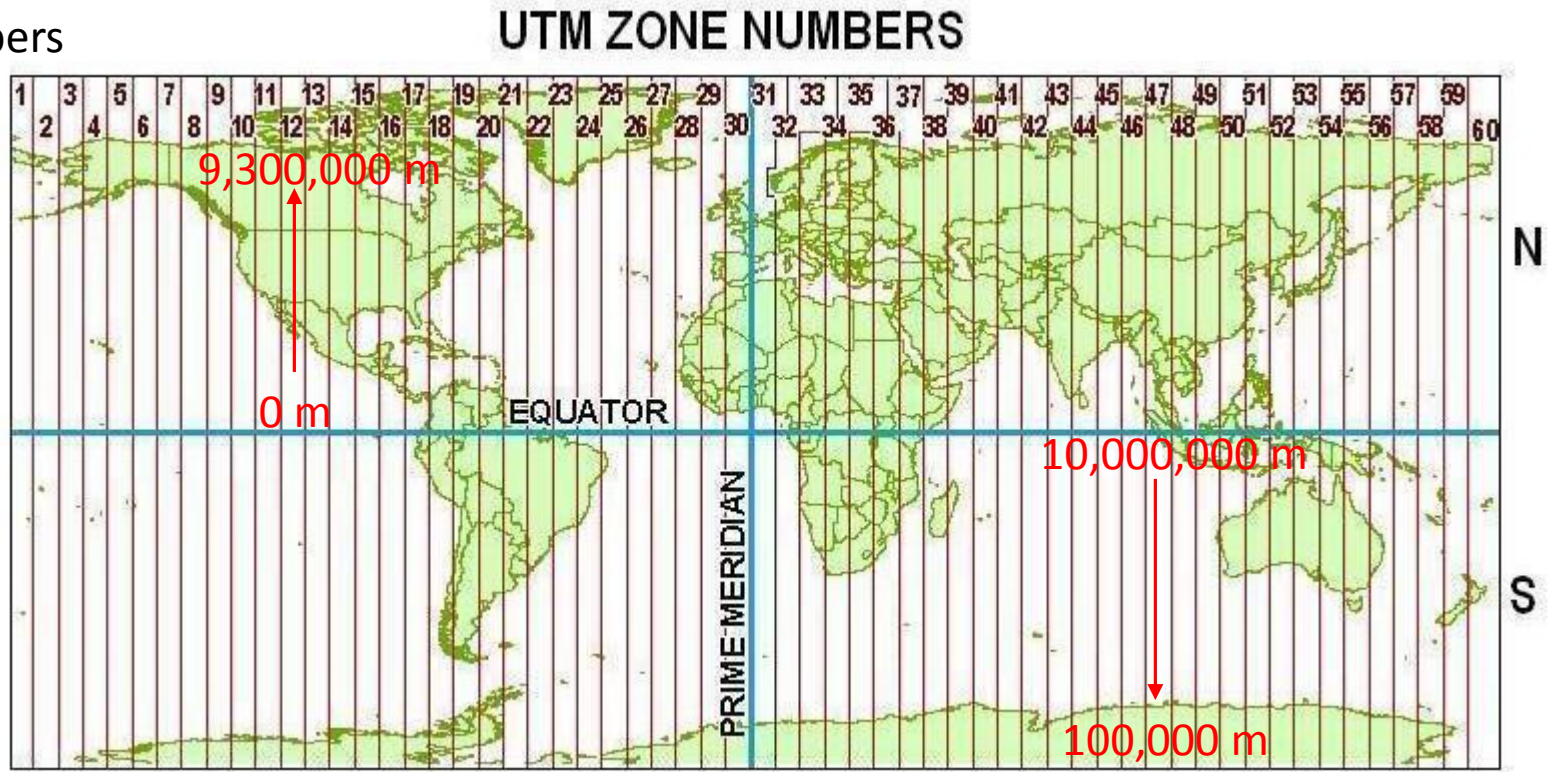 bers
UTM ZONE NUMBERS
1 3 5 7 9 11 13 15 17 19 21 23 25 27 29 31 33 35 37 39 41 43 45 47 49 51 53 55 57 59
2 4 6 8 10 12 14 16 18 20 22 24 26 28 30 32 34 36 38 40 42 44 46 48 50 52 54 56 58 60
9,300,000 m
N
0 m
EQUATOR
10,000,000 m
PRIME MERIDIAN
S
100,000 m